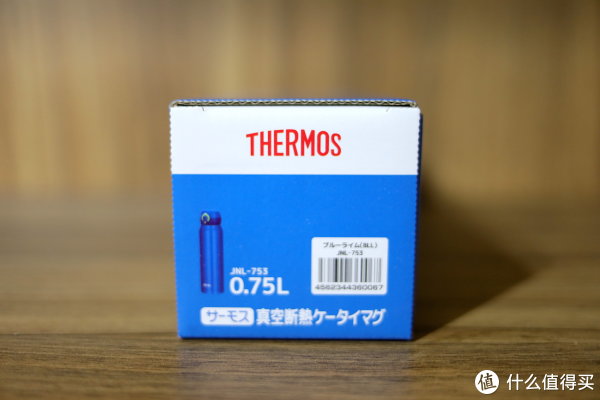 THERMOS
ブルーライム(BLL)
JNL-753
4562344360067
JNL-753
0.75L
サーモス 真空断熱ケータイマグ
值 什么值得买